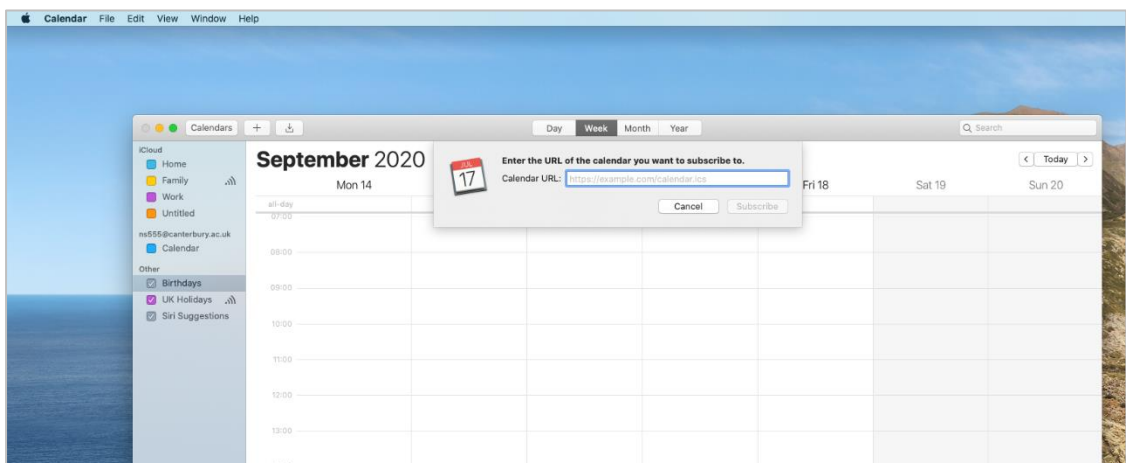 Calendar File Edit View Window Help
Calendars + Day Week Month Year Search
iCloud
Home
Family
Work
Untitled
ns555@canterbury.ac.uk
Calendar
Other
Birthdays
UK Holidays
Siri Suggestions
September 2020
< Today >
Mon 14 Fri 18 Sat 19 Sun 20
all-day
07:00
08:00
09:00
10:00
11:00
12:00
13:00
JUL
17
Enter the URL of the calendar you want to subscribe to.
Calendar URL: https://example.com/calendar.ics
Cancel Subscribe